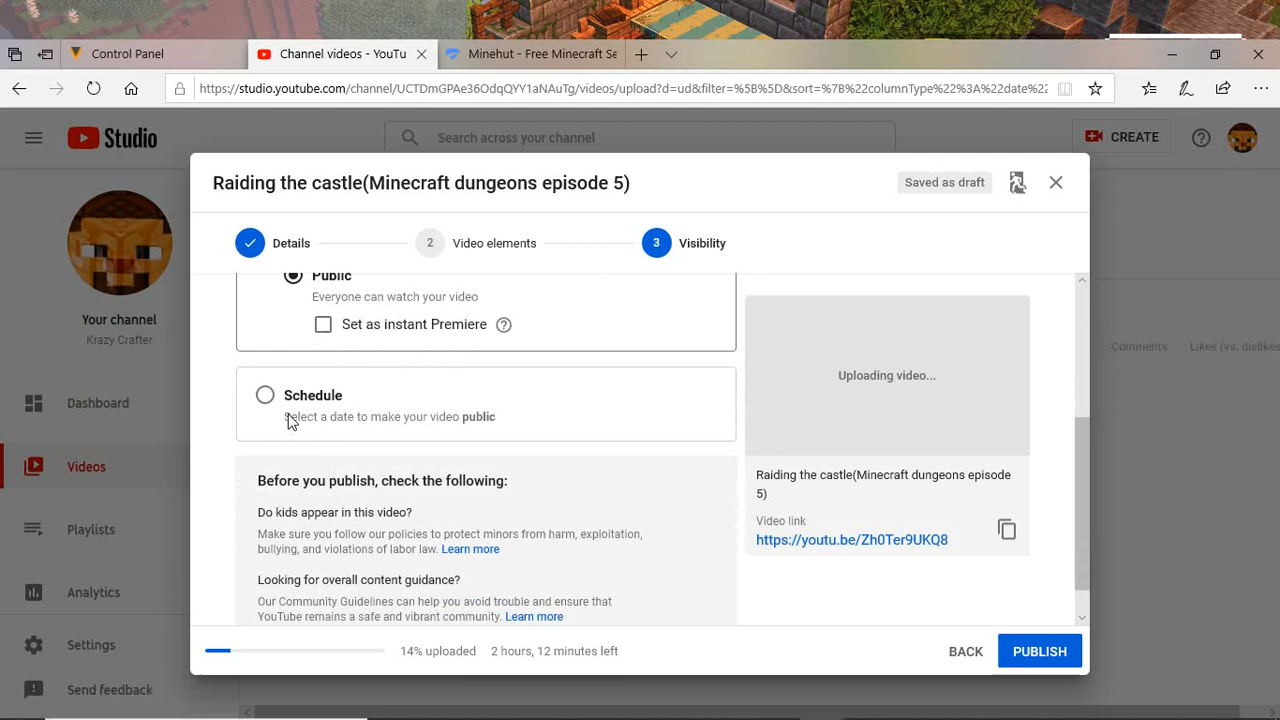 Control Panel
Channel videos - YouTu
Minehut - Free Minecraft Se
https://studio.youtube.com/channel/UCTDmGPAe36OdqQYY1aNAuTg/videos/upload?d=ud&filter=%5B%5D&sort=%7B%22columnType%22%3A%22date%22%2C
Studio
Search across your channel
CREATE
Raiding the castle(Minecraft dungeons episode 5)
Saved as draft
Details
2
Video elements
3
Visibility
Public
Everyone can watch your video
Set as instant Premiere
Schedule
Select a date to make your video public
Before you publish, check the following:
Do kids appear in this video?
Make sure you follow our policies to protect minors from harm, exploitation,
bullying, and violations of labor law. Learn more
Looking for overall content guidance?
Our Community Guidelines can help you avoid trouble and ensure that
YouTube remains a safe and vibrant community. Learn more
Uploading video...
Raiding the castle(Minecraft dungeons episode
5)
Video link
https://youtu.be/Zh0Ter9UKQ8
14% uploaded
2 hours, 12 minutes left
BACK
PUBLISH
Your channel
Krazy Crafter
Dashboard
Videos
Playlists
Analytics
Settings
Send feedback
Comments
Likes (vs. dislikes